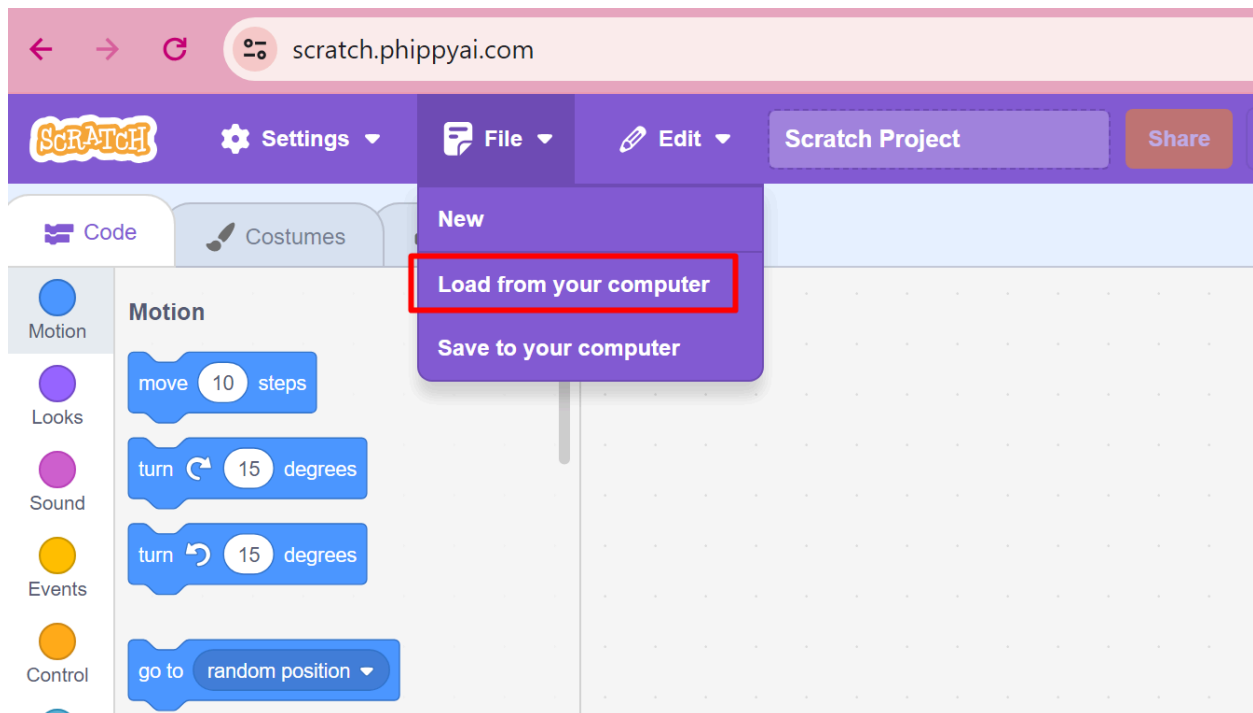 scratch.phippyai.com
SCRATCH Settings File Edit Scratch Project Share
Code Costumes
New
Load from your computer
Save to your computer
Motion
Looks
Sound
Events
Control
Motion
move 10 steps
turn 15 degrees
turn 15 degrees
go to random position